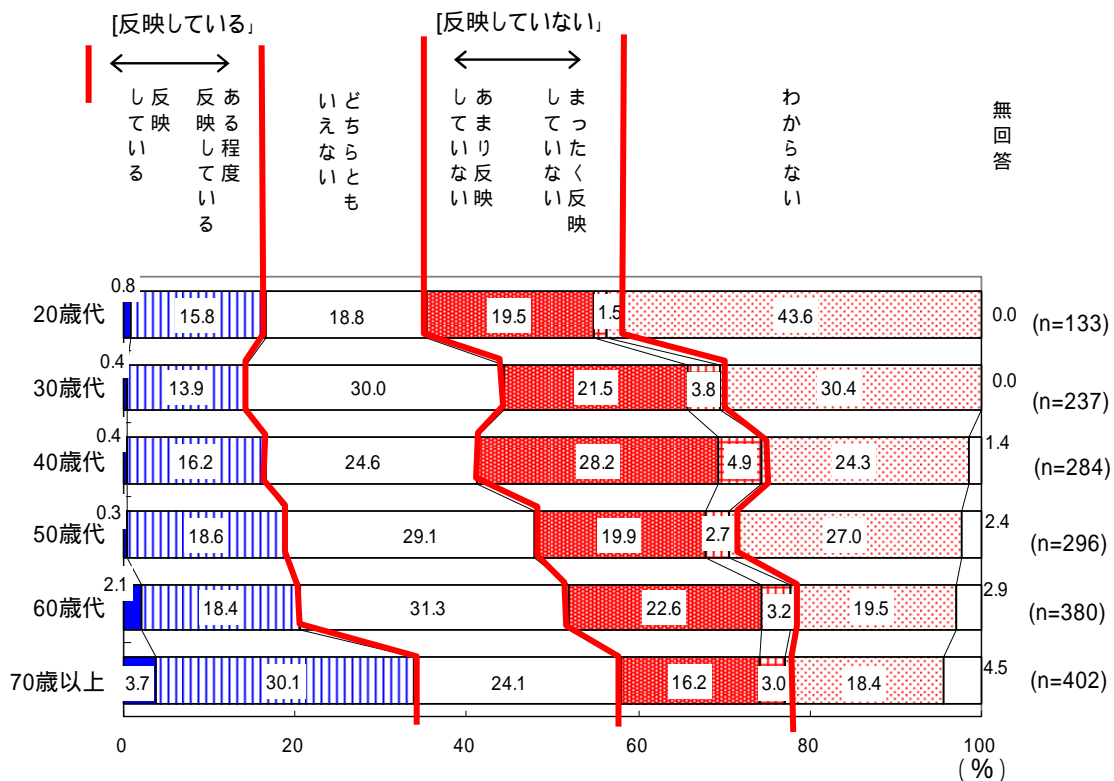 [反映している」
[反映していない」
反映
している
ある程度
反映している
どちらとも
いえない
あまり反映
していない
まったく反映
していない
わからない
無回答
20歳代 0.8 15.8 18.8 19.5 1.5 43.6 0.0 (n=133)
30歳代 0.4 13.9 30.0 21.5 3.8 30.4 0.0 (n=237)
40歳代 0.4 16.2 24.6 28.2 4.9 24.3 1.4 (n=284)
50歳代 0.3 18.6 29.1 19.9 2.7 27.0 2.4 (n=296)
60歳代 2.1 18.4 31.3 22.6 3.2 19.5 2.9 (n=380)
70歳以上 3.7 30.1 24.1 16.2 3.0 18.4 4.5 (n=402)
0 20 40 60 80 100
(%)